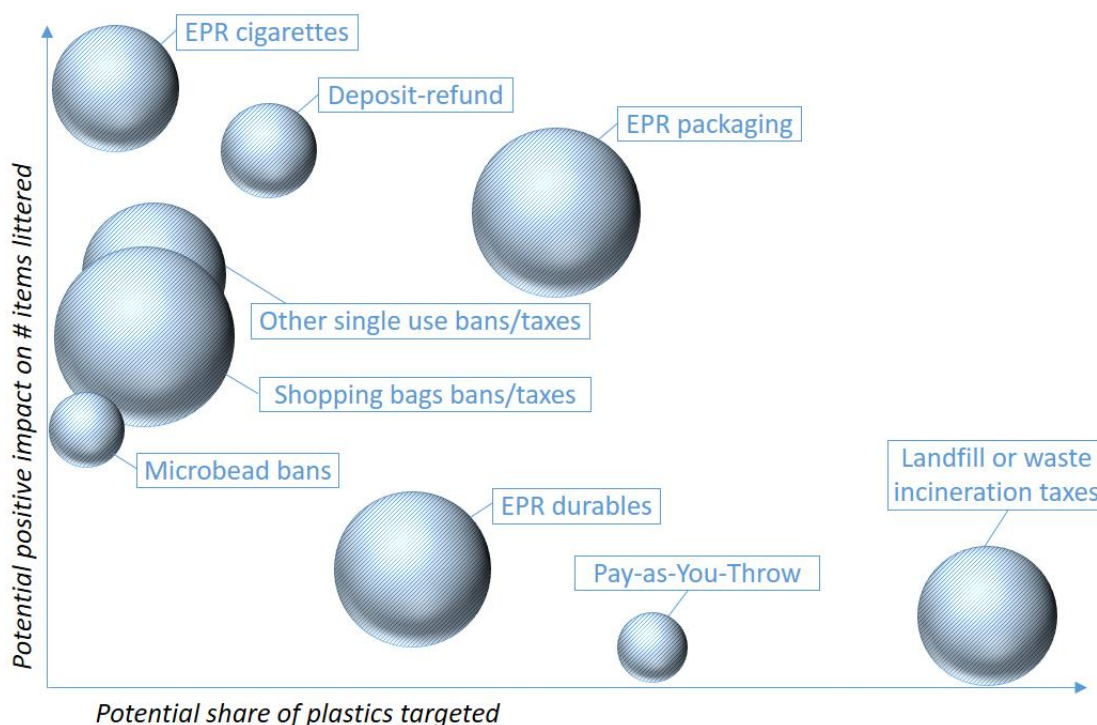 EPR cigarettes
Deposit-refund
EPR packaging
Other single use bans/taxes
Shopping bags bans/taxes
Microbead bans
Landfill or waste
incineration taxes
EPR durables
Pay-as-You-Throw
Potential positive impact on # items littered
Potential share of plastics targeted